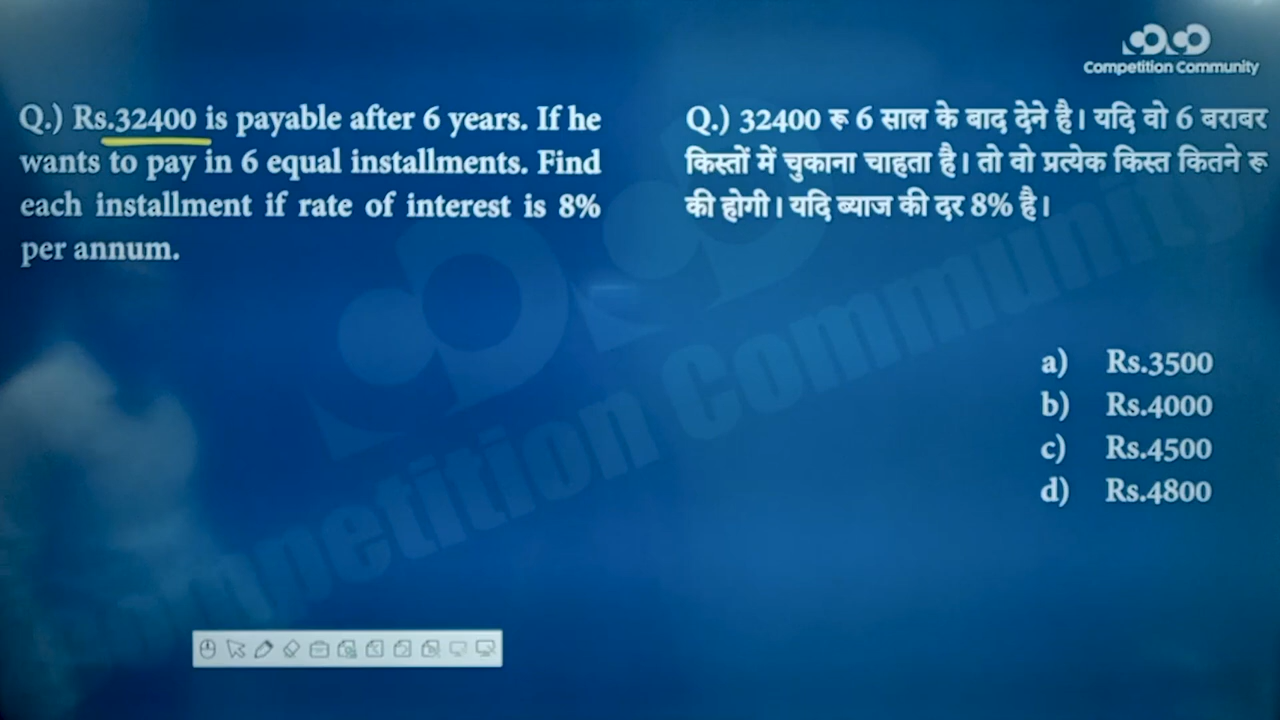 Competition Community
Q.) Rs.32400 is payable after 6 years. If he
wants to pay in 6 equal installments. Find
each installment if rate of interest is 8%
per annum.
Q.) 32400 रू 6 साल के बाद देने है। यदि वो 6 बराबर
किस्तों में चुकाना चाहता है। तो वो प्रत्येक किस्त कितने रू
की होगी। यदि ब्याज की दर 8% है।
a) Rs.3500
b) Rs.4000
c) Rs.4500
d) Rs.4800
Competition Community